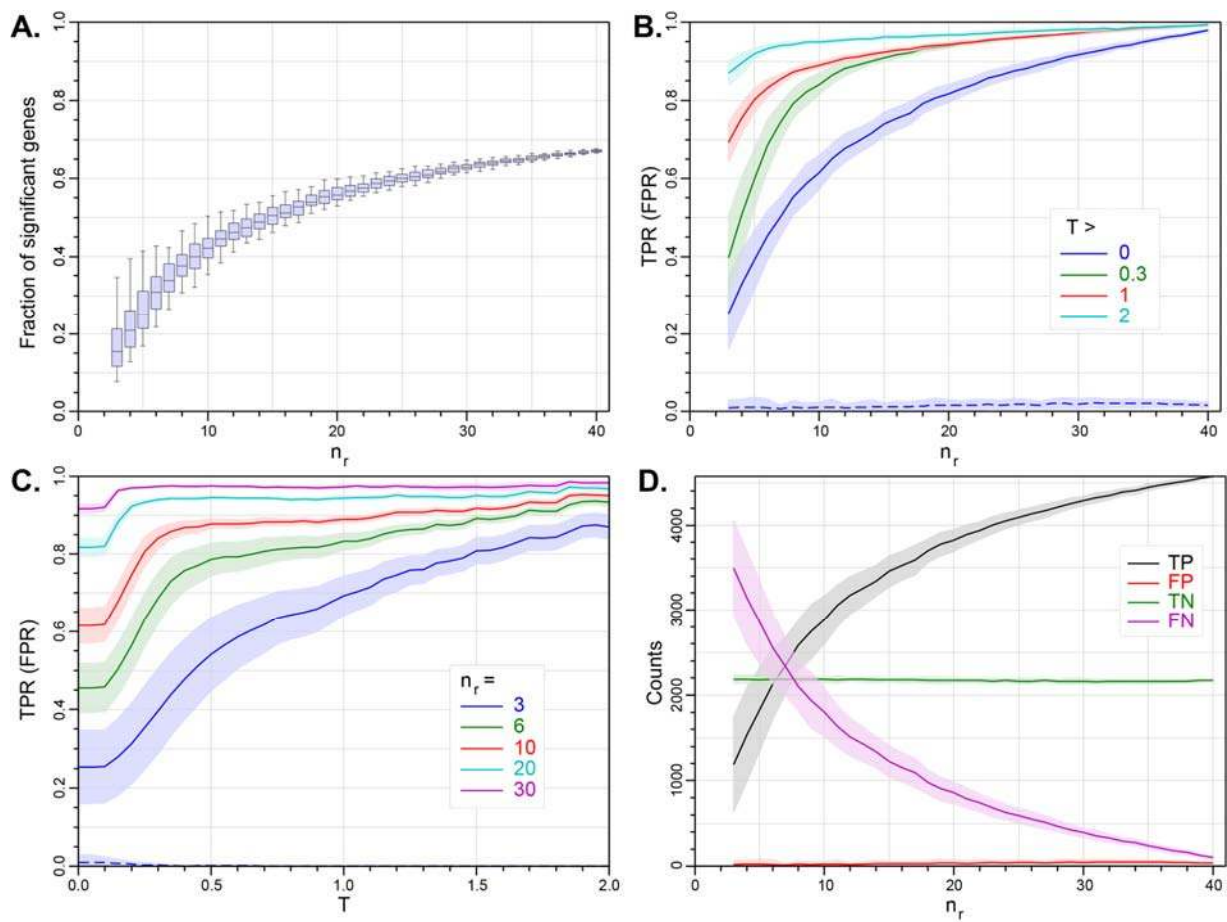 A.
Fraction of significant genes
0.0 0.2 0.4 0.6 0.8 1.0
0 10 20 30 40
n_r
B.
TPR (FPR)
0.0 0.2 0.4 0.6 0.8 1.0
T >
0
0.3
1
2
0 10 20 30 40
n_r
C.
TPR (FPR)
0.0 0.2 0.4 0.6 0.8 1.0
n_r =
3
6
10
20
30
0.0 0.5 1.0 1.5 2.0
T
D.
Counts
0 1000 2000 3000 4000
TP
FP
TN
FN
0 10 20 30 40
n_r